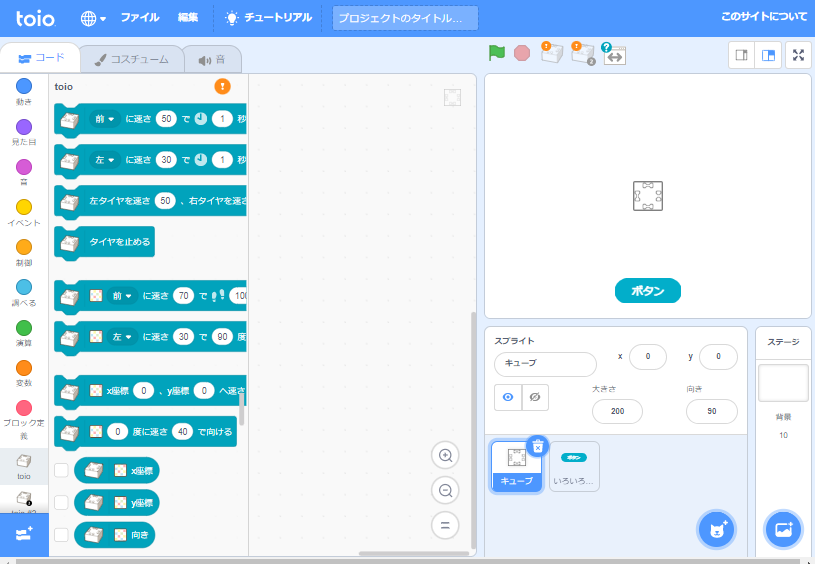 toio ファイル 編集 チュートリアル プロジェクトのタイトル... このサイトについて
コード コスチューム 音
動き
見た目
音
イベント
制御
調べる
演算
変数
ブロック定義
toio
toio
前 に速さ 50 で 1 秒
左 に速さ 30 で 1 秒
左タイヤを速さ 50 、右タイヤを速さ
タイヤを止める
前 に速さ 70 で 100
左 に速さ 30 で 90 度
x座標 0 、y座標 0 へ速さ
0 度に速さ 40 で向ける
x座標
y座標
向き
2
ボタン
スプライト
キューブ x 0 y 0
大きさ 向き
200 90
キューブ
ボタン
いろいろ...
ステージ
背景
10